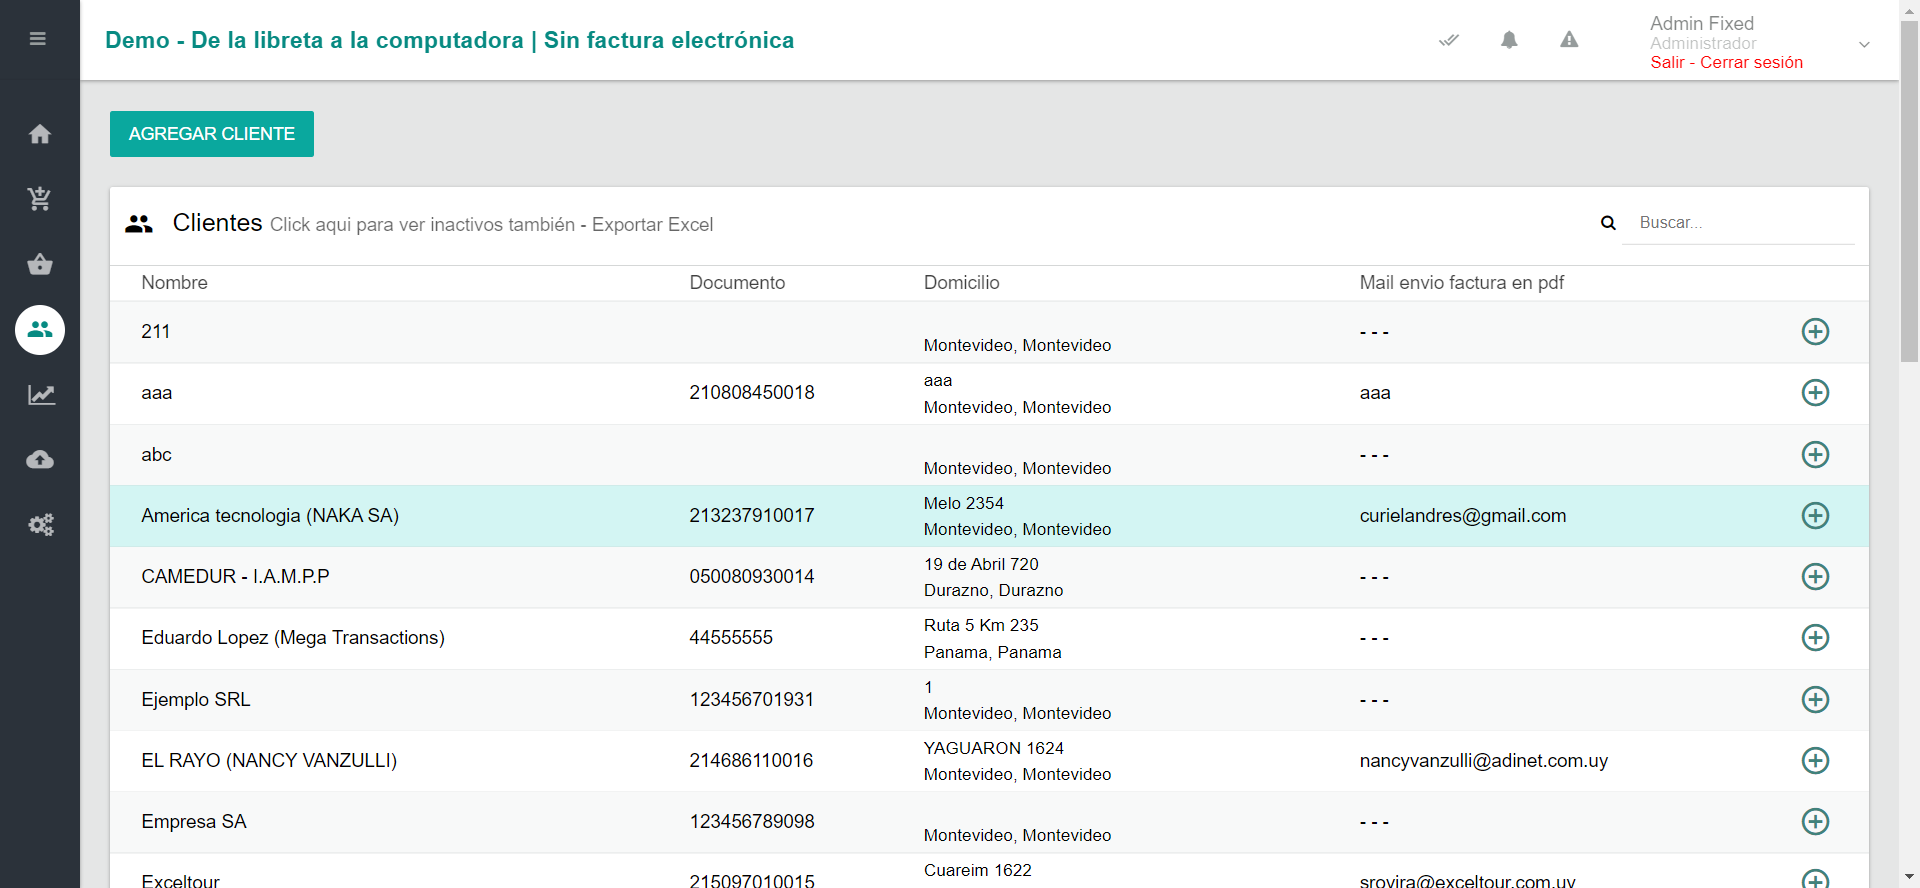 Demo - De la libreta a la computadora | Sin factura electrónica
Admin Fixed
Administrador
Salir - Cerrar sesión
AGREGAR CLIENTE
Clientes Click aqui para ver inactivos también - Exportar Excel
Buscar...
Nombre Documento Domicilio Mail envio factura en pdf
211 Montevideo, Montevideo - - -
aaa 210808450018 aaa aaa
Montevideo, Montevideo
abc Montevideo, Montevideo - - -
America tecnologia (NAKA SA) 213237910017 Melo 2354 curielandres@gmail.com
Montevideo, Montevideo
CAMEDUR - I.A.M.P.P 050080930014 19 de Abril 720 - - -
Durazno, Durazno
Eduardo Lopez (Mega Transactions) 44555555 Ruta 5 Km 235 - - -
Panama, Panama
Ejemplo SRL 123456701931 1 - - -
Montevideo, Montevideo
EL RAYO (NANCY VANZULLI) 214686110016 YAGUARON 1624 nancyvanzulli@adinet.com.uy
Montevideo, Montevideo
Empresa SA 123456789098 Montevideo, Montevideo - - -
Exceltour 215097010015 Cuareim 1622 srovira@exceltour.com.uy